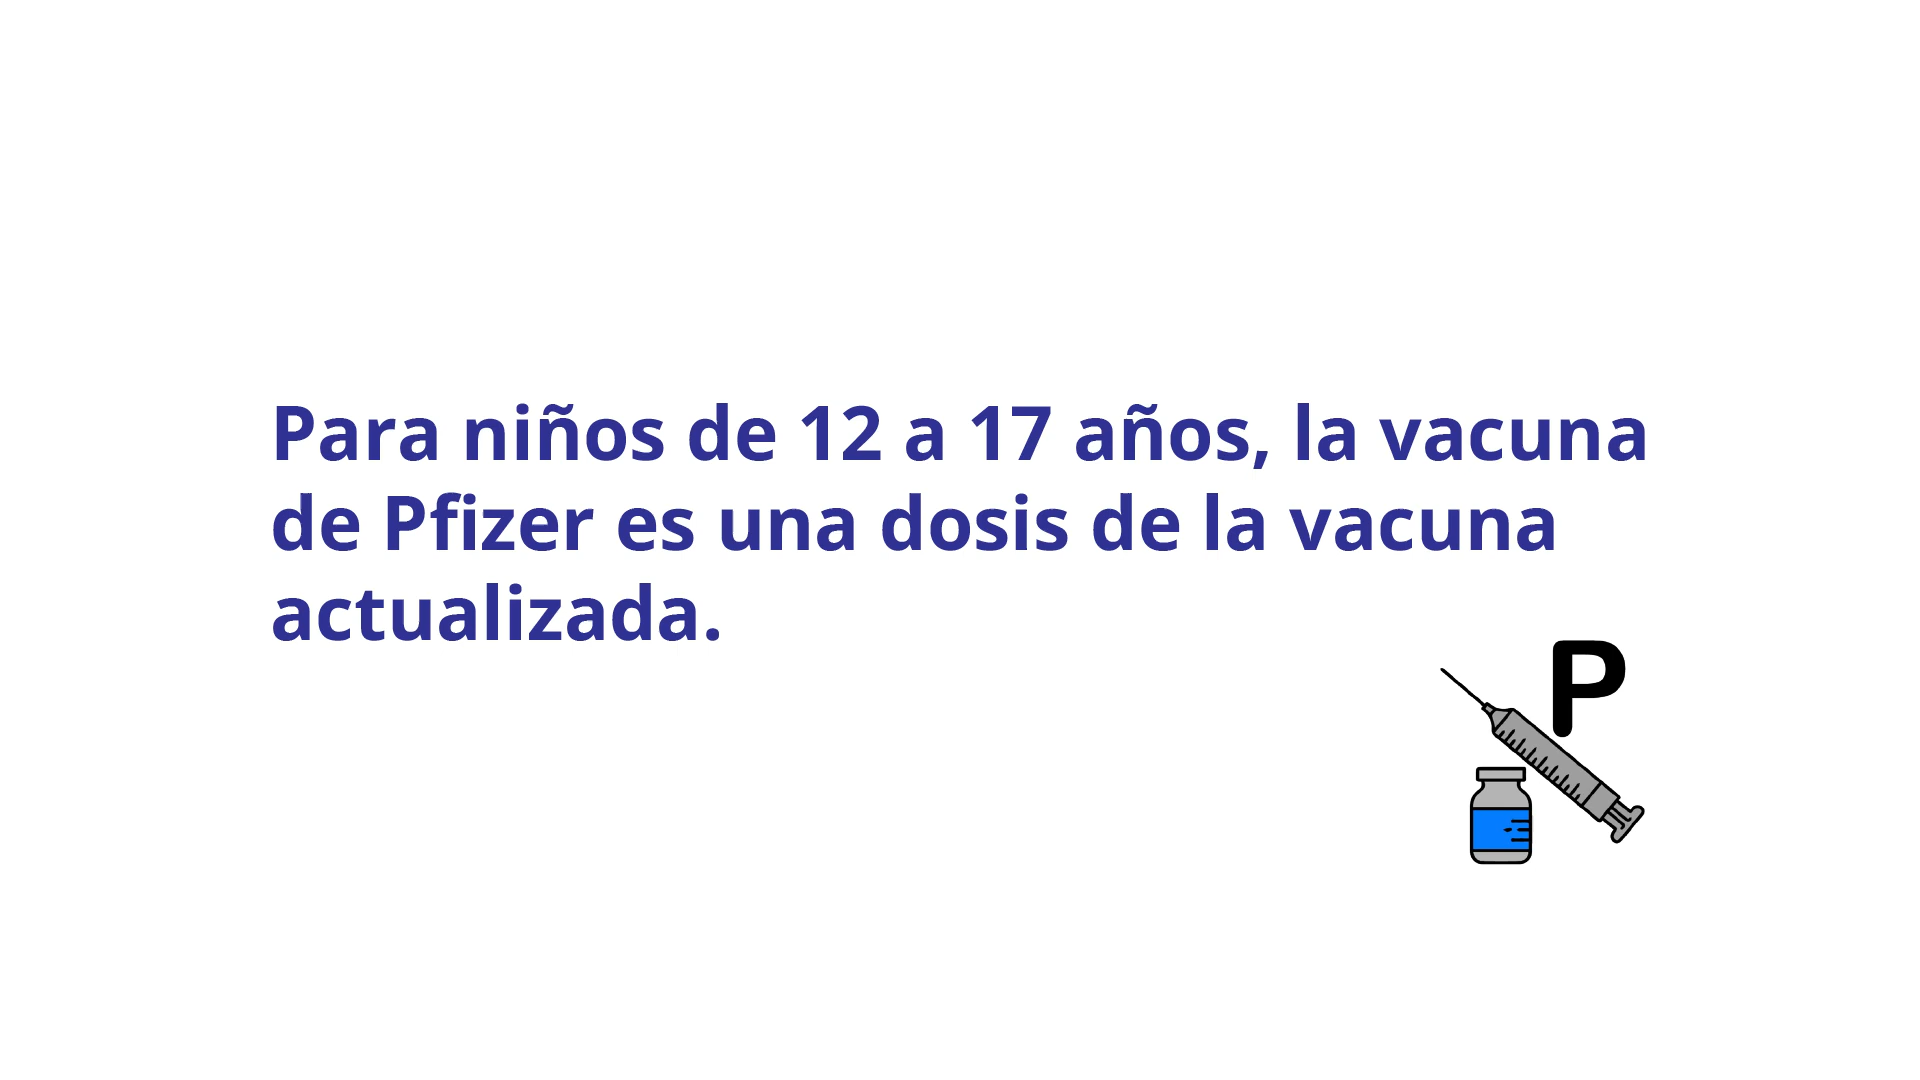 Para niños de 12 a 17 años, la vacuna
de Pfizer es una dosis de la vacuna
actualizada.
P